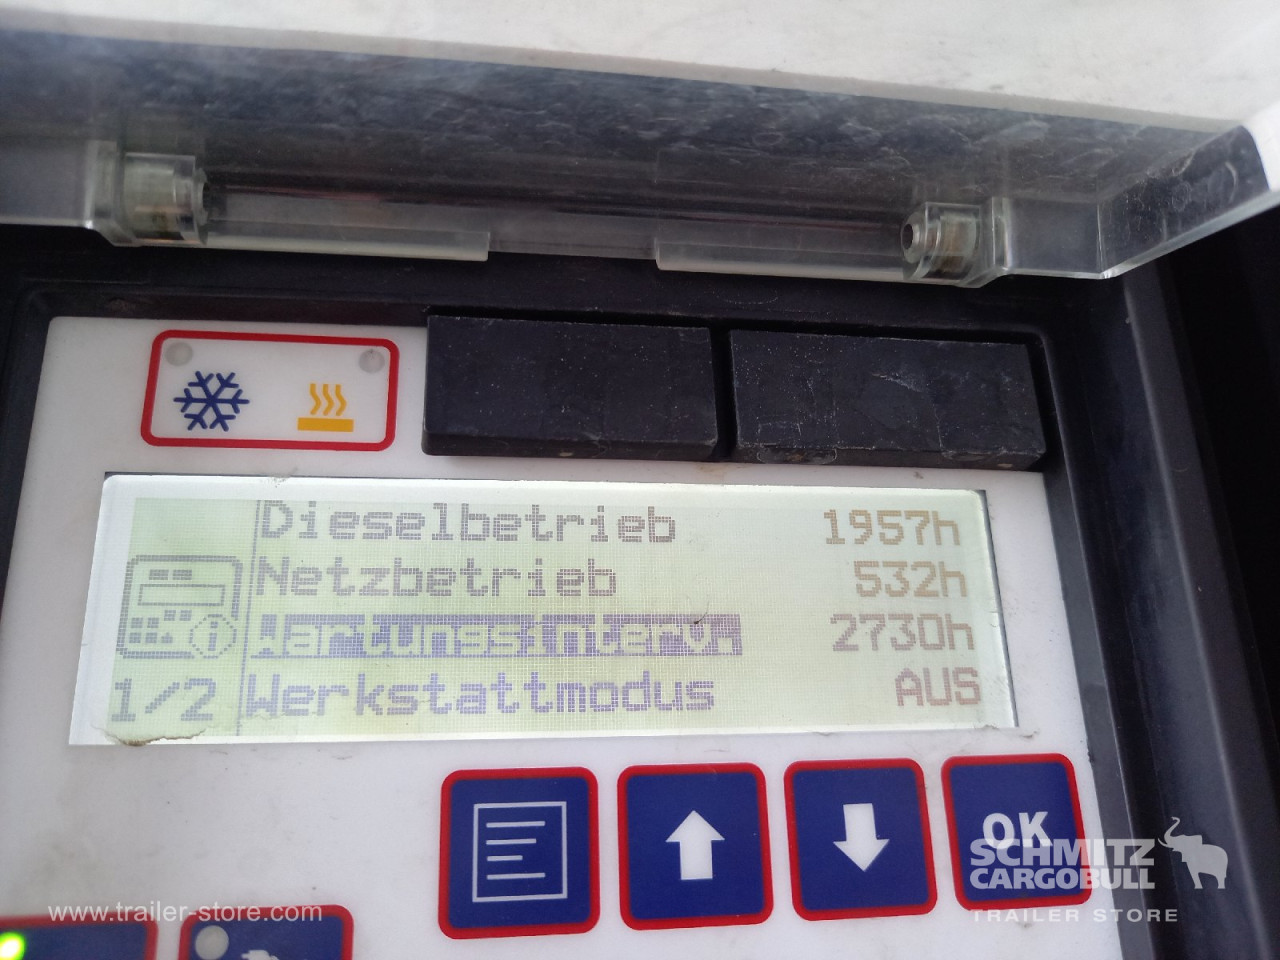 Dieselbetrieb 1957h
Netzbetrieb 532h
Wartungsinterv. 2730h
1/2 Werkstattmodus AUS
OK
SCHMITZ
CARGOBULL
TRAILER STORE
www.trailer-store.com